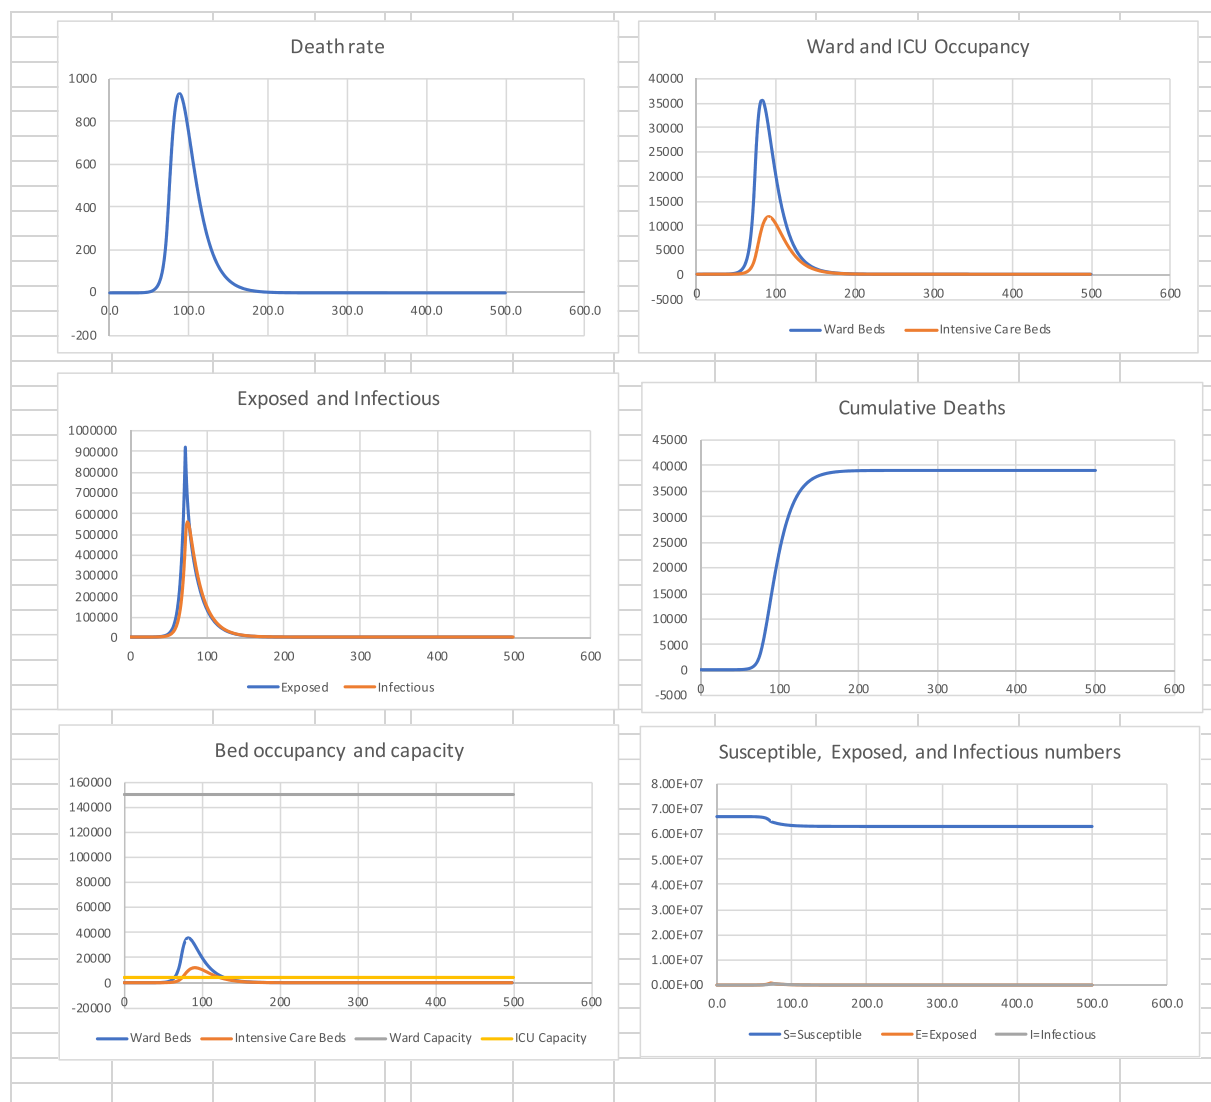 Death rate
1000
800
600
400
200
0
-200
0.0 100.0 200.0 300.0 400.0 500.0 600.0
Ward and ICU Occupancy
40000
35000
30000
25000
20000
15000
10000
5000
0
-5000
0 100 200 300 400 500 600
Ward Beds Intensive Care Beds
Exposed and Infectious
1000000
900000
800000
700000
600000
500000
400000
300000
200000
100000
0
0 100 200 300 400 500 600
Exposed Infectious
Cumulative Deaths
45000
40000
35000
30000
25000
20000
15000
10000
5000
0
-5000
0 100 200 300 400 500 600
Bed occupancy and capacity
160000
140000
120000
100000
80000
60000
40000
20000
0
-20000
0 100 200 300 400 500 600
Ward Beds Intensive Care Beds Ward Capacity ICU Capacity
Susceptible, Exposed, and Infectious numbers
8.00E+07
7.00E+07
6.00E+07
5.00E+07
4.00E+07
3.00E+07
2.00E+07
1.00E+07
0.00E+00
0.0 100.0 200.0 300.0 400.0 500.0 600.0
S=Susceptible E=Exposed I=Infectious